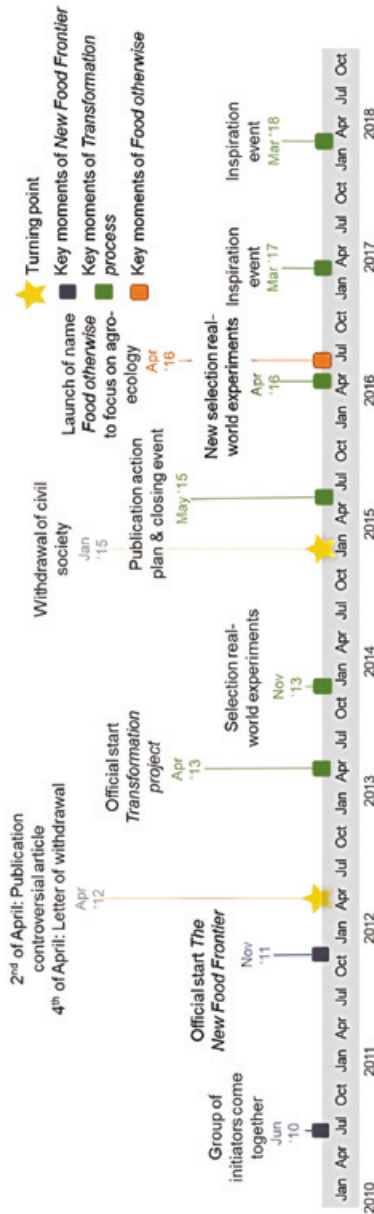 Group of
initiators come
together
Jun
'10
Official start The
New Food Frontier
Nov
'11
2nd of April: Publication
controversial article
4th of April: Letter of withdrawal
Apr
'12
Official start
Transformation
project
Apr
'13
Selection real-
world experiments
Nov
'13
Withdrawal of civil
society
Jan
'15
Publication action
plan & closing event
May '15
Launch of name
Food otherwise
to focus on agro-
ecology
Apr
'16
New selection real-
world experiments
Apr
'16
Inspiration
event
Mar '17
Inspiration
event
Mar '18
Turning point
Key moments of New Food Frontier
Key moments of Transformation
process
Key moments of Food otherwise
Jan Apr Jul Oct Jan Apr Jul Oct Jan Apr Jul Oct Jan Apr Jul Oct Jan Apr Jul Oct Jan Apr Jul Oct Jan Apr Jul Oct Jan Apr Jul Oct Jan Apr Jul Oct
2010 2011 2012 2013 2014 2015 2016 2017 2018